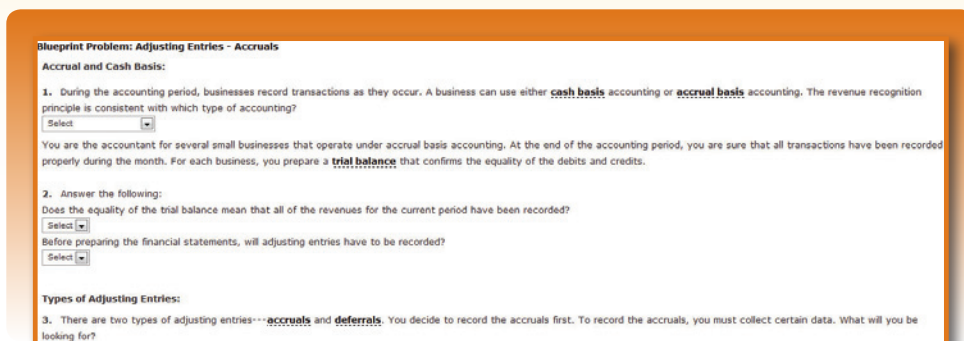 Blueprint Problem: Adjusting Entries - Accruals
Accrual and Cash Basis:
1. During the accounting period, businesses record transactions as they occur. A business can use either cash basis accounting or accrual basis accounting. The revenue recognition
principle is consistent with which type of accounting?
Select
You are the accountant for several small businesses that operate under accrual basis accounting. At the end of the accounting period, you are sure that all transactions have been recorded
properly during the month. For each business, you prepare a trial balance that confirms the equality of the debits and credits.
2. Answer the following:
Does the equality of the trial balance mean that all of the revenues for the current period have been recorded?
Select
Before preparing the financial statements, will adjusting entries have to be recorded?
Select
Types of Adjusting Entries:
3. There are two types of adjusting entries---accruals and deferrals. You decide to record the accruals first. To record the accruals, you must collect certain data. What will you be
looking for?